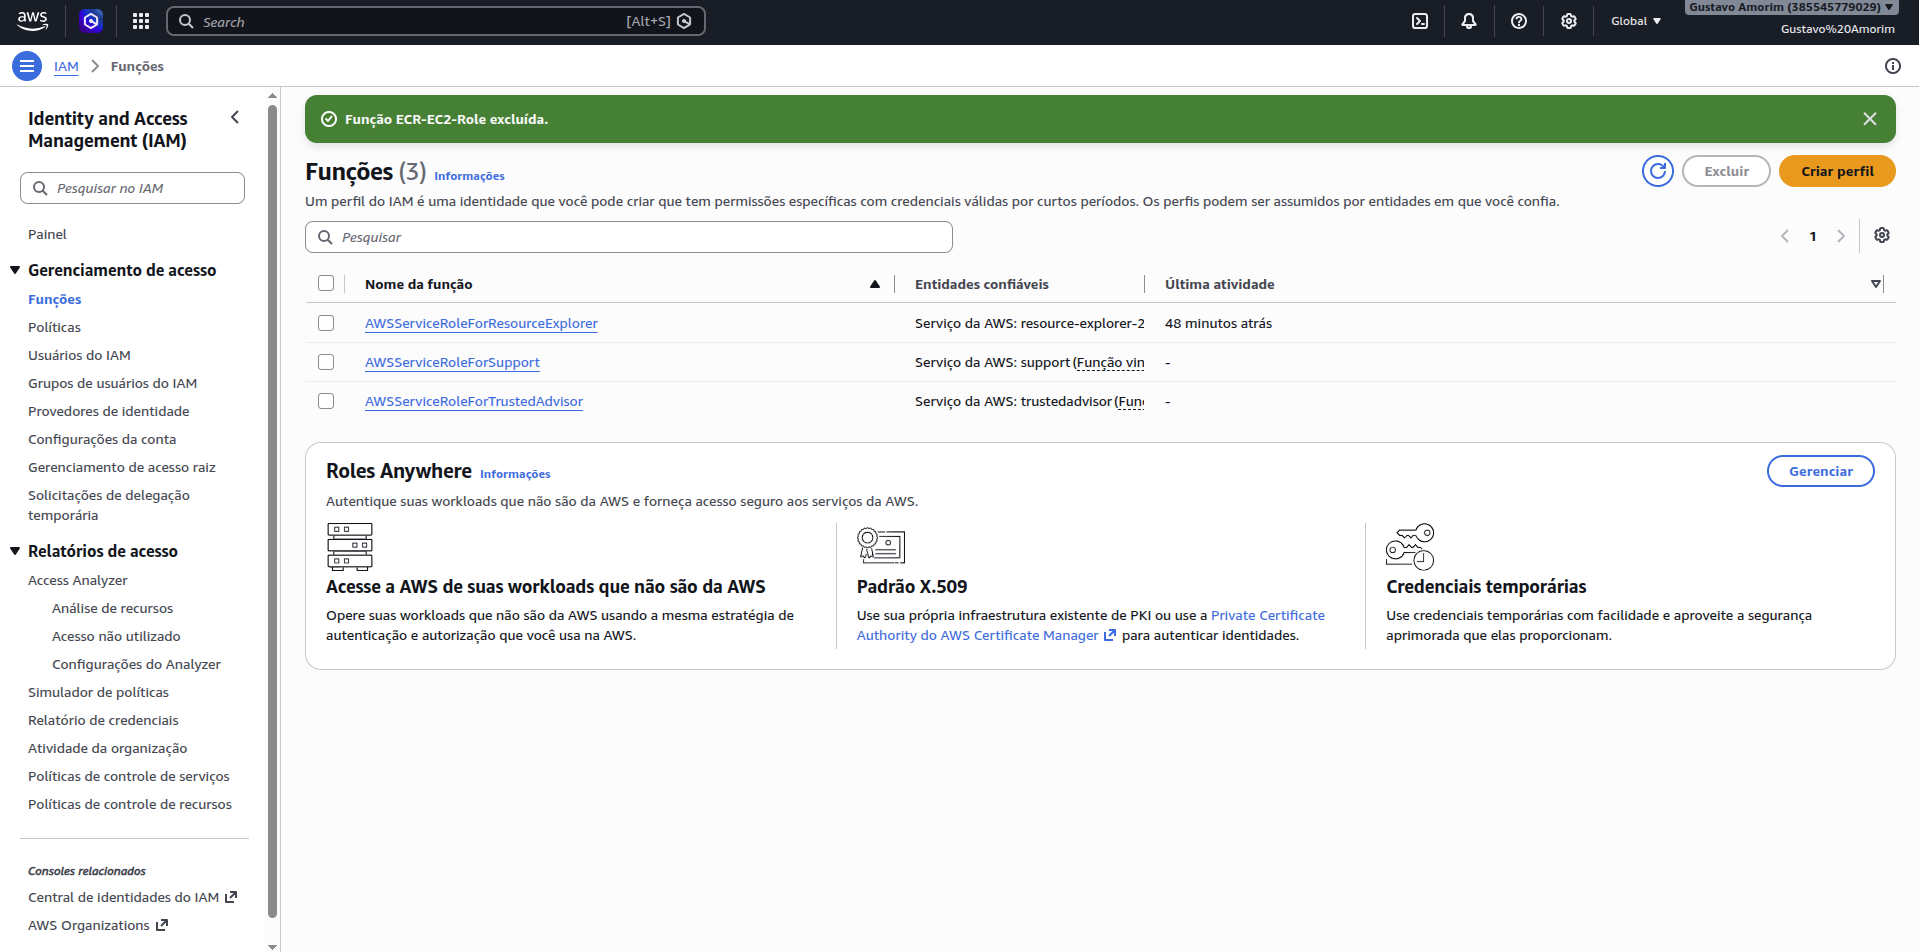 aws
Search
[Alt+S]
Global
Gustavo Amorim (385545779029)
Gustavo%20Amorim
IAM
Funções
Identity and Access
Management (IAM)
Pesquisar no IAM
Painel
Gerenciamento de acesso
Funções
Políticas
Usuários do IAM
Grupos de usuários do IAM
Provedores de identidade
Configurações da conta
Gerenciamento de acesso raiz
Solicitações de delegação
temporária
Relatórios de acesso
Access Analyzer
Análise de recursos
Acesso não utilizado
Configurações do Analyzer
Simulador de políticas
Relatório de credenciais
Atividade da organização
Políticas de controle de serviços
Políticas de controle de recursos
Consoles relacionados
Central de identidades do IAM
AWS Organizations
Função ECR-EC2-Role excluída.
Funções (3) Informações
Excluir
Criar perfil
Um perfil do IAM é uma identidade que você pode criar que tem permissões específicas com credenciais válidas por curtos períodos. Os perfis podem ser assumidos por entidades em que você confia.
Pesquisar
1
Nome da função Entidades confiáveis Última atividade
AWSServiceRoleForResourceExplorer Serviço da AWS: resource-explorer-2 48 minutos atrás
AWSServiceRoleForSupport Serviço da AWS: support (Função vin -
AWSServiceRoleForTrustedAdvisor Serviço da AWS: trustedadvisor (Fun -
Roles Anywhere Informações
Gerenciar
Autentique suas workloads que não são da AWS e forneça acesso seguro aos serviços da AWS.
Acesse a AWS de suas workloads que não são da AWS
Opere suas workloads que não são da AWS usando a mesma estratégia de
autenticação e autorização que você usa na AWS.
Padrão X.509
Use sua própria infraestrutura existente de PKI ou use a Private Certificate
Authority do AWS Certificate Manager para autenticar identidades.
Credenciais temporárias
Use credenciais temporárias com facilidade e aproveite a segurança
aprimorada que elas proporcionam.